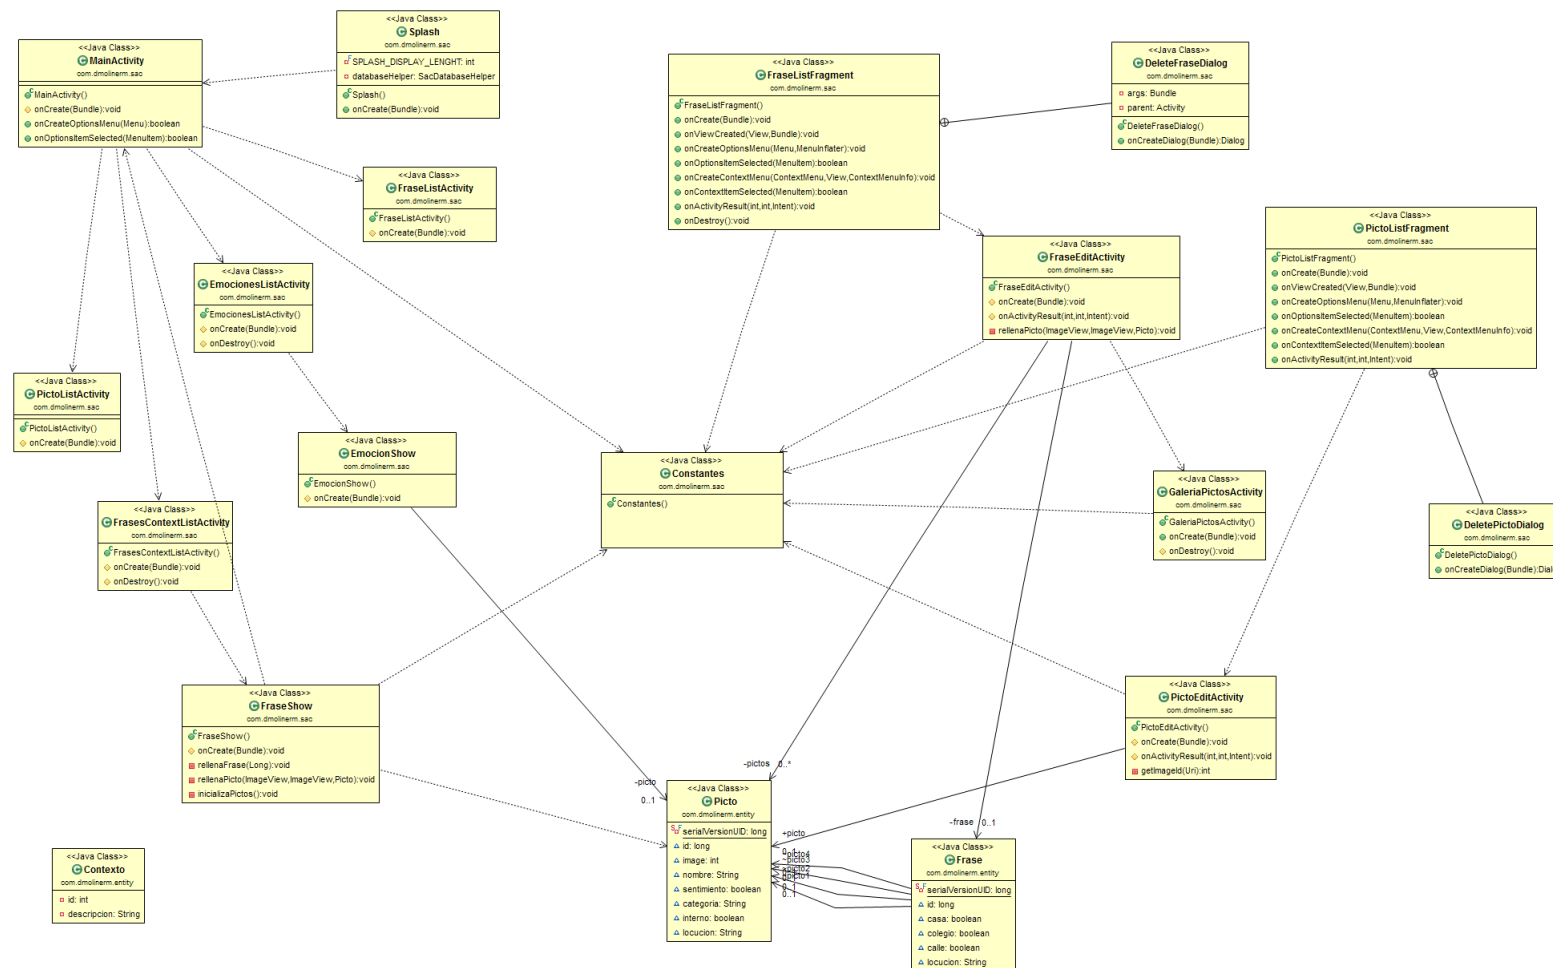 <<Java Class>>
Splash
com.dmolinerm.sac
SPLASH_DISPLAY_LENGHT: int
databaseHelper: SacDatabaseHelper
Splash()
onCreate(Bundle):void
<<Java Class>>
MainActivity
com.dmolinerm.sac
MainActivity()
onCreate(Bundle):void
onCreateOptionsMenu(Menu):boolean
onOptionsItemSelected(MenuItem):boolean
<<Java Class>>
FraseListFragment
com.dmolinerm.sac
FraseListFragment()
onCreate(Bundle):void
onViewCreated(View,Bundle):void
onCreateOptionsMenu(Menu,MenuInflater):void
onOptionsItemSelected(MenuItem):boolean
onCreateContextMenu(ContextMenu,View,ContextMenuInfo):void
onContextItemSelected(MenuItem):boolean
onActivityResult(int,int,Intent):void
onDestroy():void
<<Java Class>>
DeleteFraseDialog
com.dmolinerm.sac
args: Bundle
parent: Activity
DeleteFraseDialog()
onCreateDialog(Bundle):Dialog
<<Java Class>>
FraseListActivity
com.dmolinerm.sac
FraseListActivity()
onCreate(Bundle):void
<<Java Class>>
PictoListFragment
com.dmolinerm.sac
PictoListFragment()
onCreate(Bundle):void
onViewCreated(View,Bundle):void
onCreateOptionsMenu(Menu,MenuInflater):void
onOptionsItemSelected(MenuItem):boolean
onCreateContextMenu(ContextMenu,View,ContextMenuInfo):void
onContextItemSelected(MenuItem):boolean
onActivityResult(int,int,Intent):void
<<Java Class>>
FraseEditActivity
com.dmolinerm.sac
FraseEditActivity()
onCreate(Bundle):void
onActivityResult(int,int,Intent):void
rellenaPicto(ImageView,ImageView,Picto):void
<<Java Class>>
EmocionesListActivity
com.dmolinerm.sac
EmocionesListActivity()
onCreate(Bundle):void
onDestroy():void
<<Java Class>>
PictoListActivity
com.dmolinerm.sac
PictoListActivity()
onCreate(Bundle):void
<<Java Class>>
EmocionShow
com.dmolinerm.sac
EmocionShow()
onCreate(Bundle):void
<<Java Class>>
Constantes
com.dmolinerm.sac
Constantes()
<<Java Class>>
GaleriaPictosActivity
com.dmolinerm.sac
GaleriaPictosActivity()
onCreate(Bundle):void
onDestroy():void
<<Java Class>>
DeletePictoDialog
com.dmolinerm.sac
DeletePictoDialog()
onCreateDialog(Bundle):Dial
<<Java Class>>
FrasesContextListActivity
com.dmolinerm.sac
FrasesContextListActivity()
onCreate(Bundle):void
onDestroy():void
<<Java Class>>
FraseShow
com.dmolinerm.sac
FraseShow()
onCreate(Bundle):void
rellenaFrase(Long):void
rellenaPicto(ImageView,ImageView,Picto):void
inicializaPictos():void
<<Java Class>>
PictoEditActivity
com.dmolinerm.sac
PictoEditActivity()
onCreate(Bundle):void
onActivityResult(int,int,Intent):void
getImageId(Uri):int
-pictos 0..*
-picto
0..1
<<Java Class>>
Picto
com.dmolinerm.entity
serialVersionUID: long
id: long
image: int
nombre: String
sentimiento: boolean
categoria: String
interno: boolean
locucion: String
+picto
~picto3
0..1
-frase 0..1
<<Java Class>>
Frase
com.dmolinerm.entity
serialVersionUID: long
id: long
casa: boolean
colegio: boolean
calle: boolean
locucion: String
<<Java Class>>
Contexto
com.dmolinerm.entity
id: int
descripcion: String